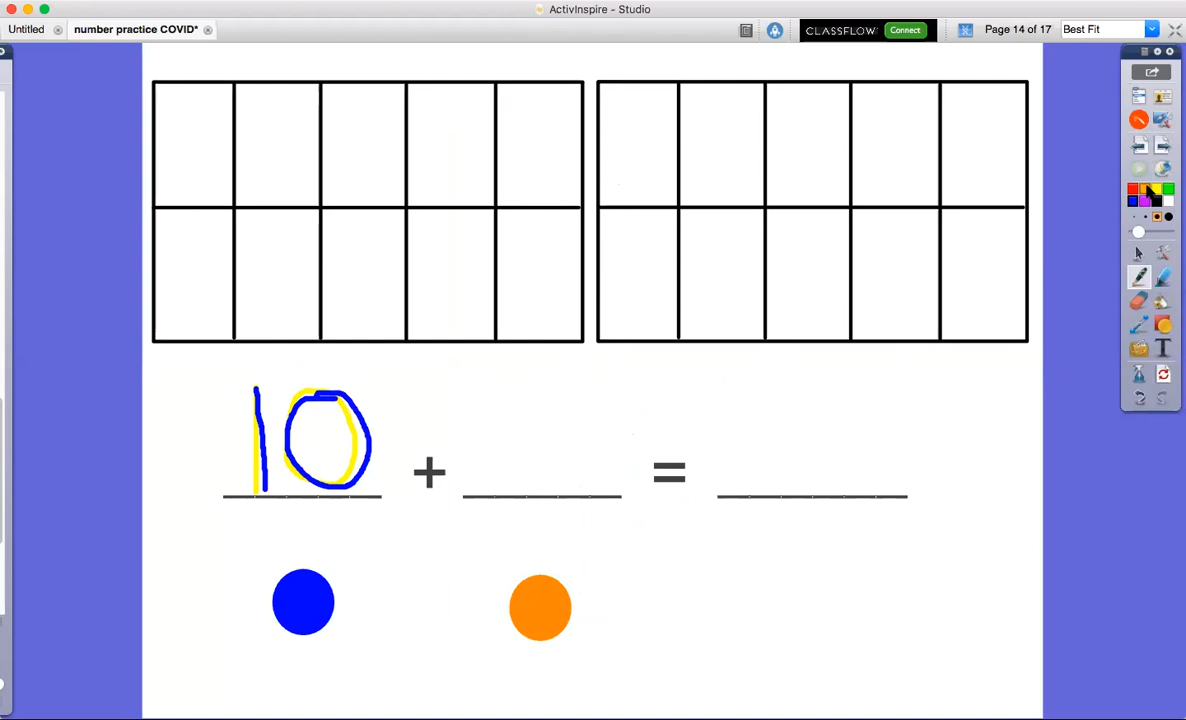 ActivInspire - Studio
Untitled number practice COVID* CLASSFLOW Connect Page 14 of 17 Best Fit
T
10 + =